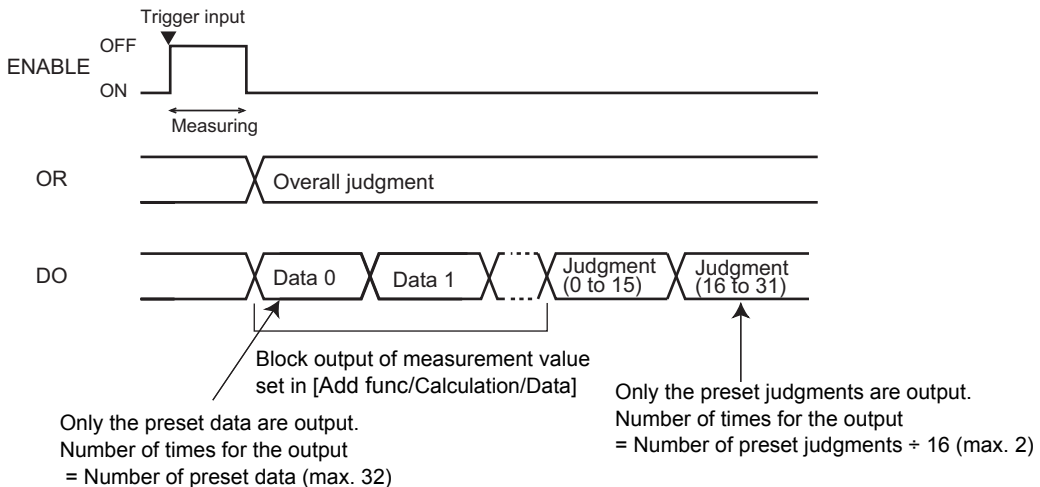 Trigger input
OFF
ENABLE
ON
Measuring
OR
Overall judgment
DO
Data 0
Data 1
Judgment
(0 to 15)
Judgment
(16 to 31)
Block output of measurement value
set in [Add func/Calculation/Data]
Only the preset data are output.
Number of times for the output
= Number of preset data (max. 32)
Only the preset judgments are output.
Number of times for the output
= Number of preset judgments ÷ 16 (max. 2)